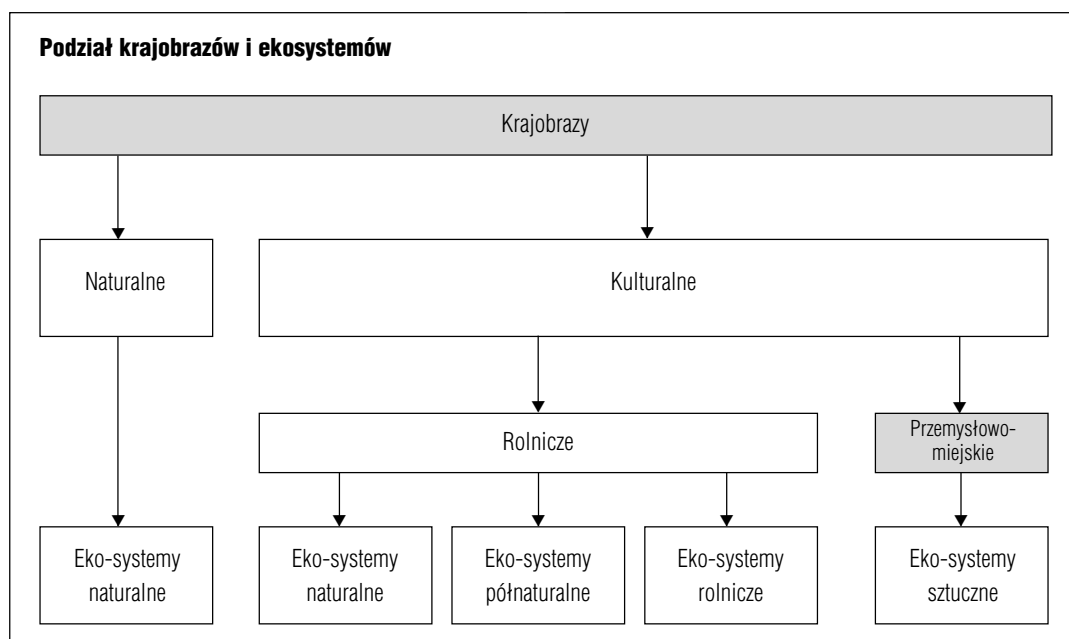 Podział krajobrazów i ekosystemów
Krajobrazy
Naturalne
Kulturalne
Rolnicze
Przemysłowo-
miejskie
Eko-systemy
naturalne
Eko-systemy
naturalne
Eko-systemy
półnaturalne
Eko-systemy
rolnicze
Eko-systemy
sztuczne